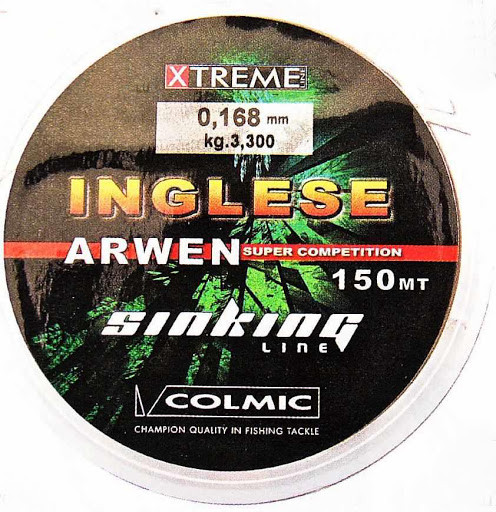 XTREME LINE
0,168 mm
kg.3,300
INGLESE
ARWEN SUPER COMPETITION
150MT
sinking
LINE
COLMIC
CHAMPION QUALITY IN FISHING TACKLE